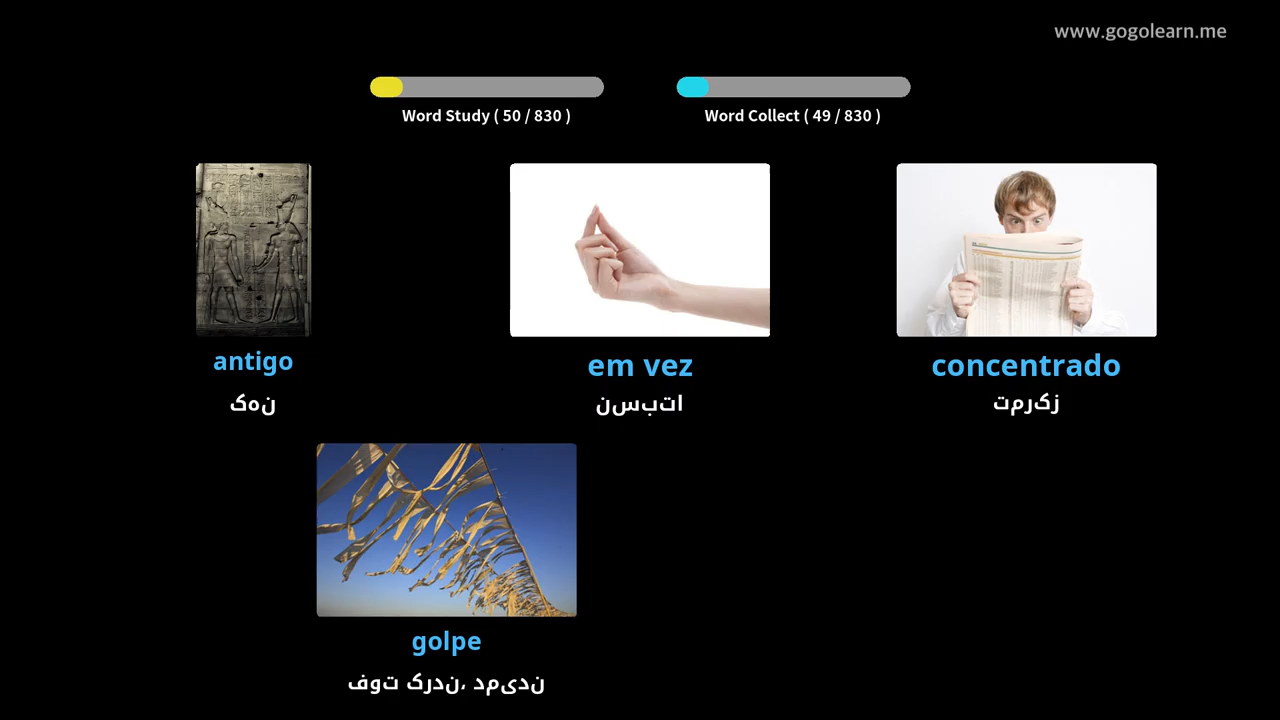 www.gogolearn.me
Word Study ( 50 / 830 )
Word Collect ( 49 / 830 )
antigo
em vez
concentrado
کهن
نسبتا
تمرکز
golpe
فوت کردن، دمیدن